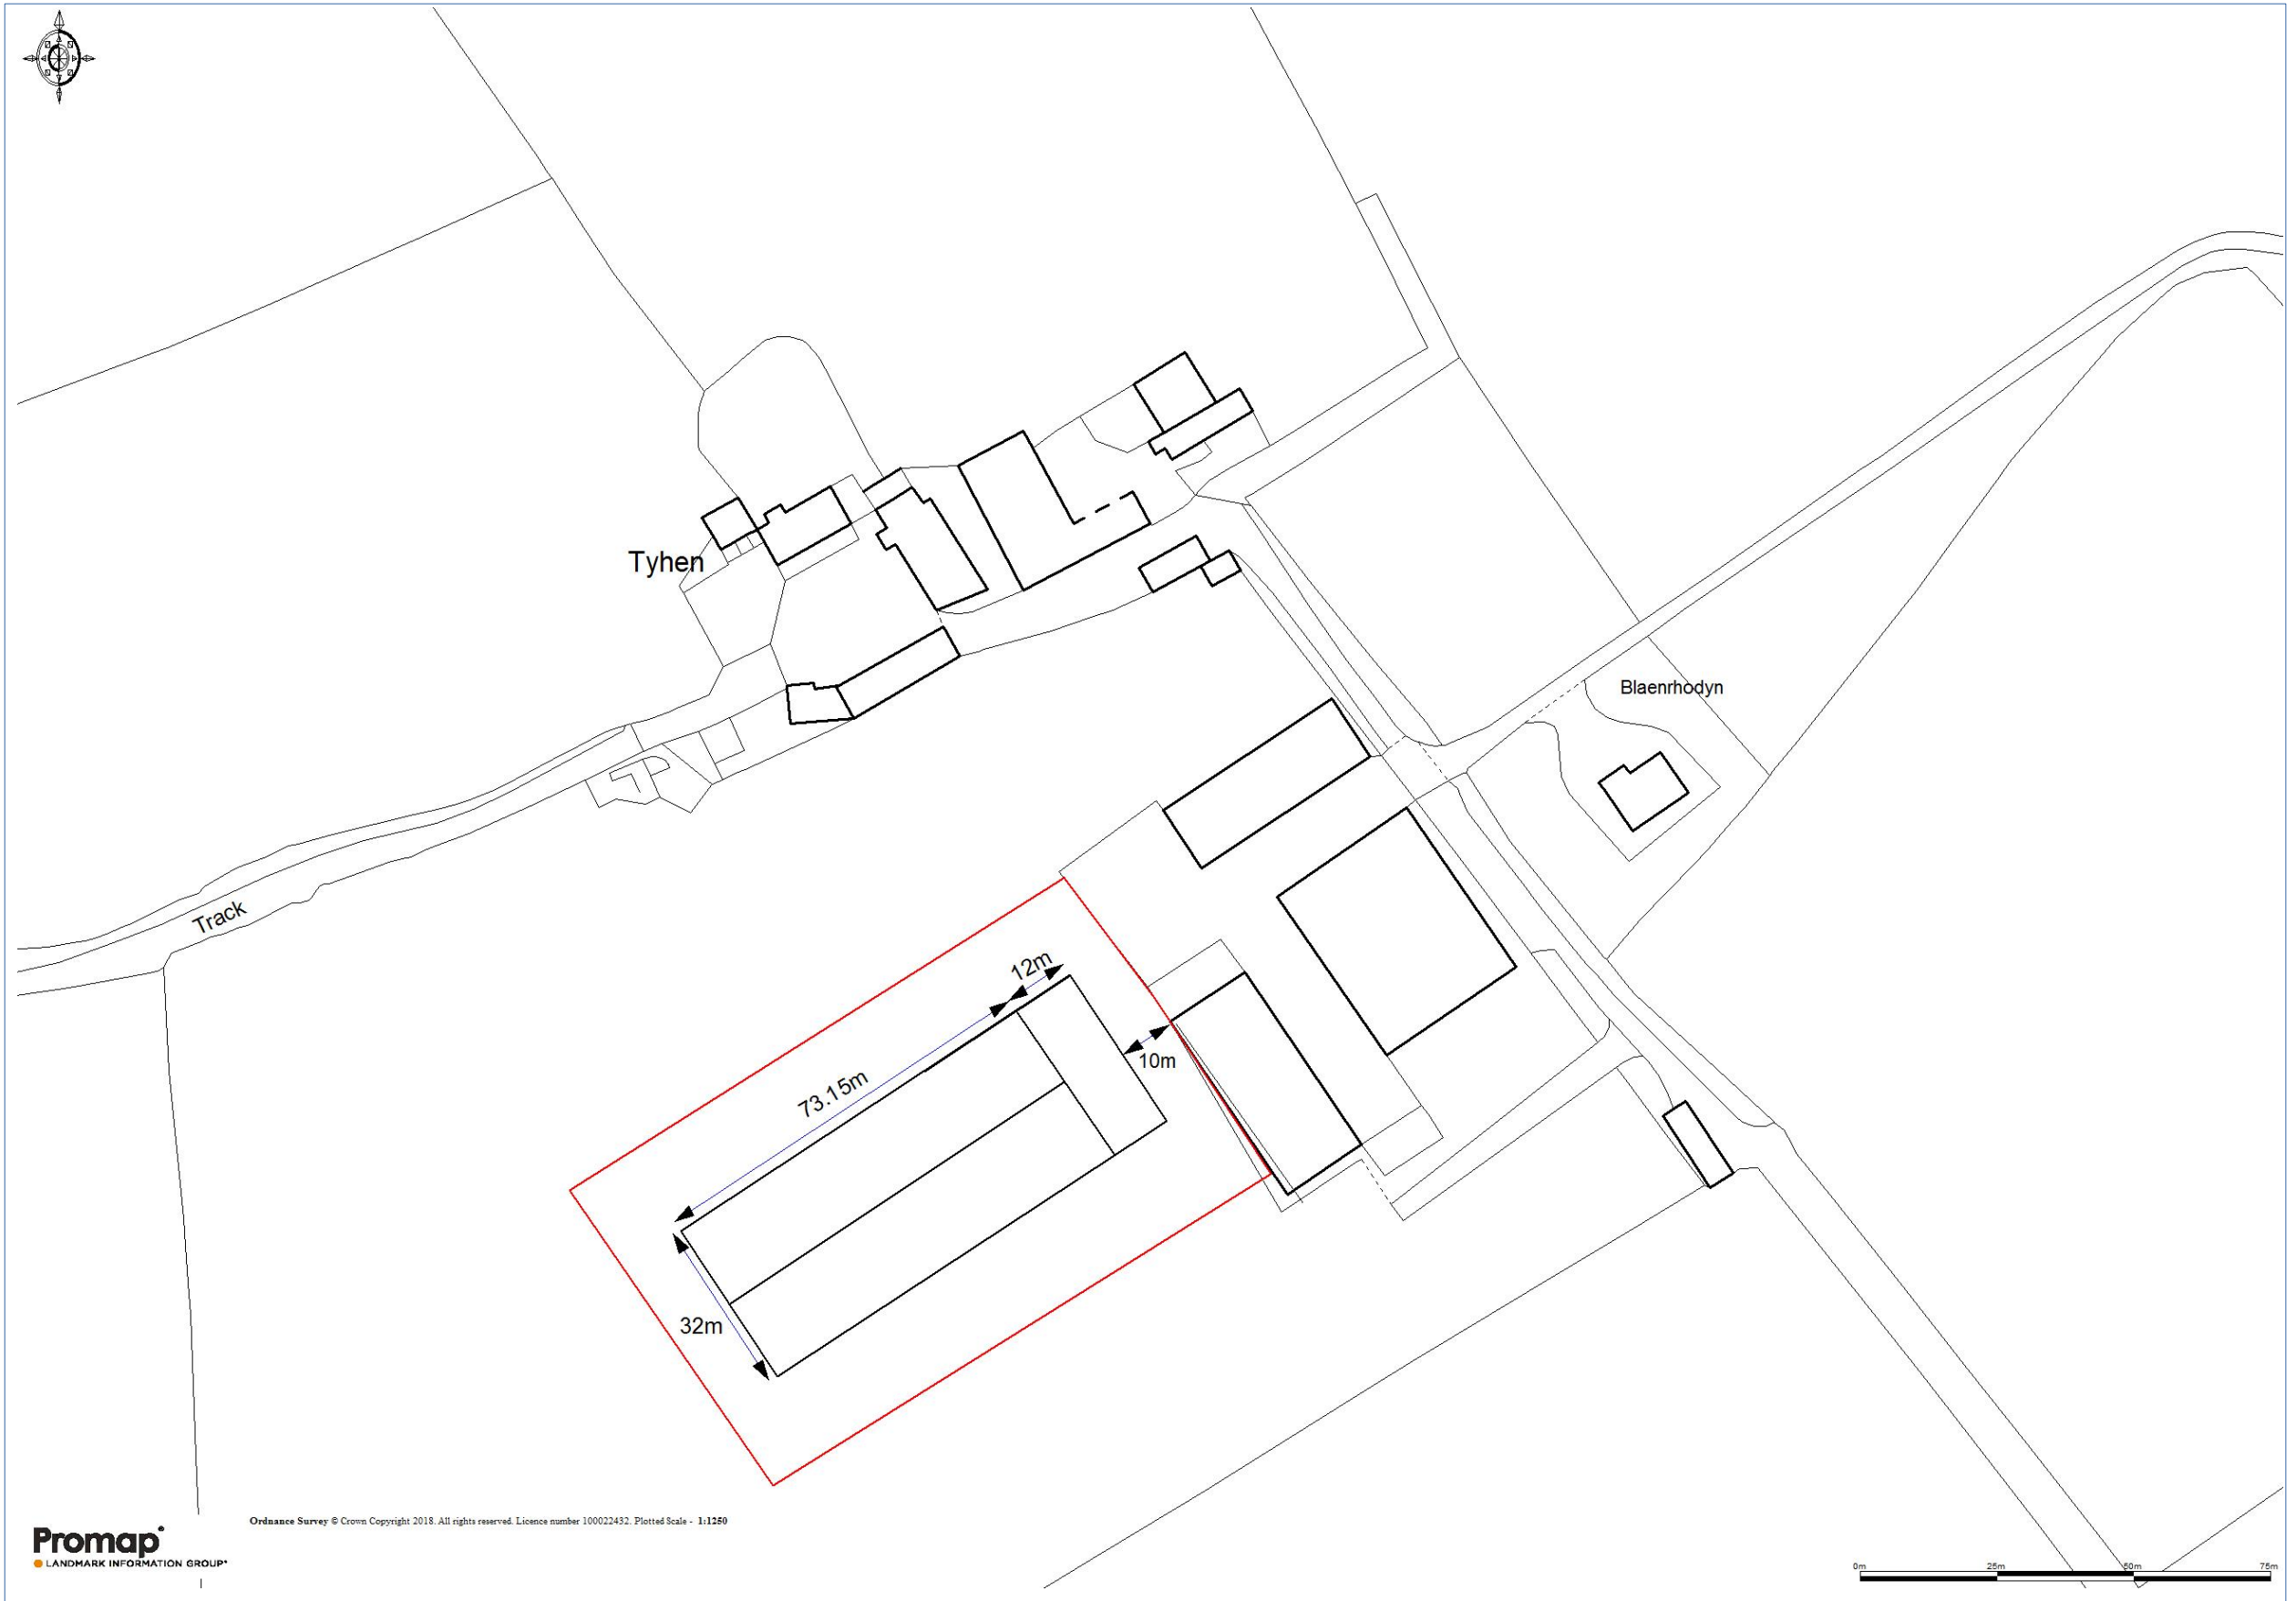 Tyhen
Blaenrhodyn
Track
12m
10m
73.15m
32m
Ordnance Survey © Crown Copyright 2018. All rights reserved. Licence number 100022432. Plotted Scale - 1:1250
Promap®
LANDMARK INFORMATION GROUP®
0m 25m 50m 75m